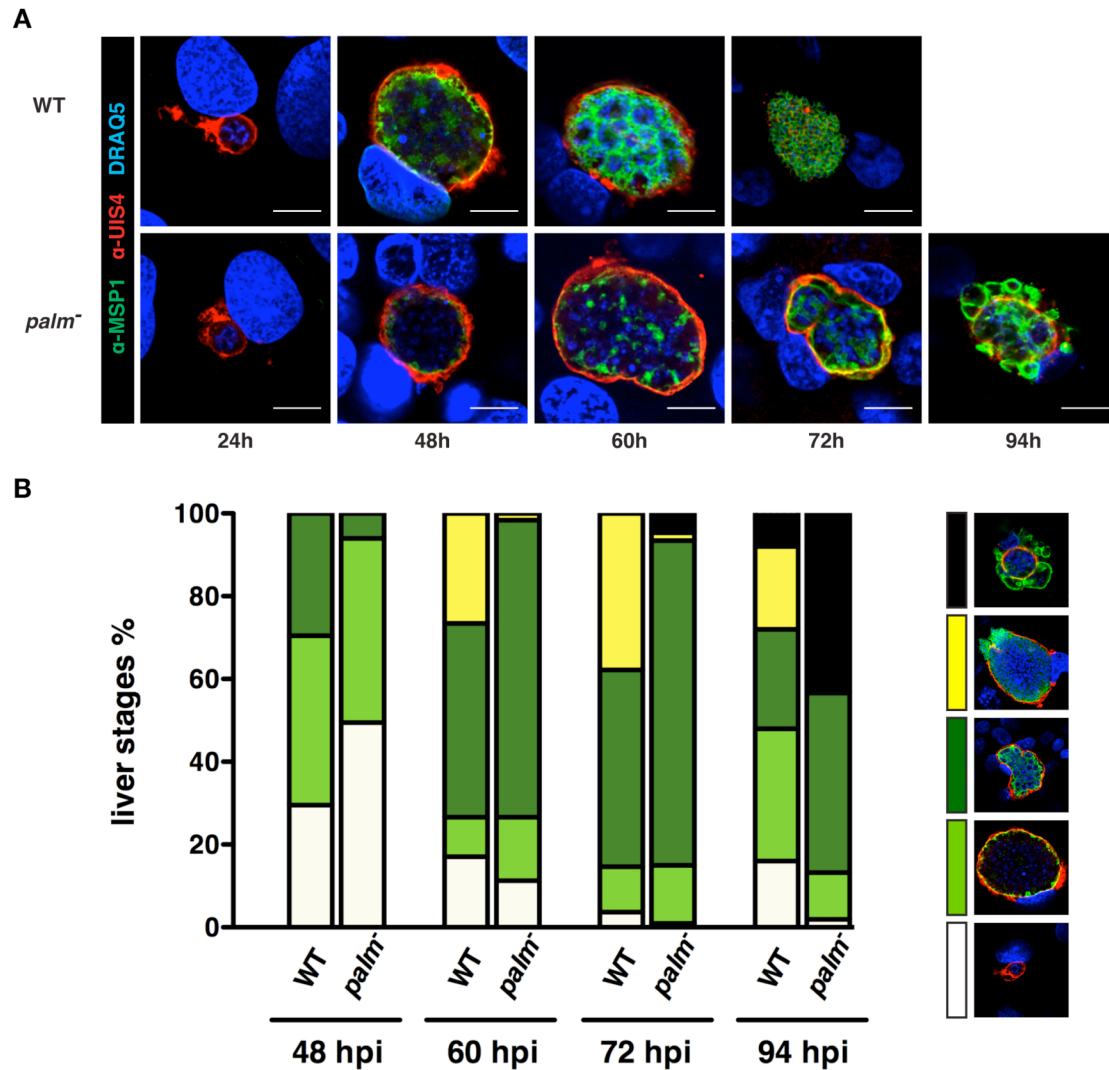 A
WT
α-MSP1 α-UIS4 DRAQ5
palm-
24h 48h 60h 72h 94h
B
liver stages %
100
80
60
40
20
0
WT palm- WT palm- WT palm- WT palm-
48 hpi 60 hpi 72 hpi 94 hpi